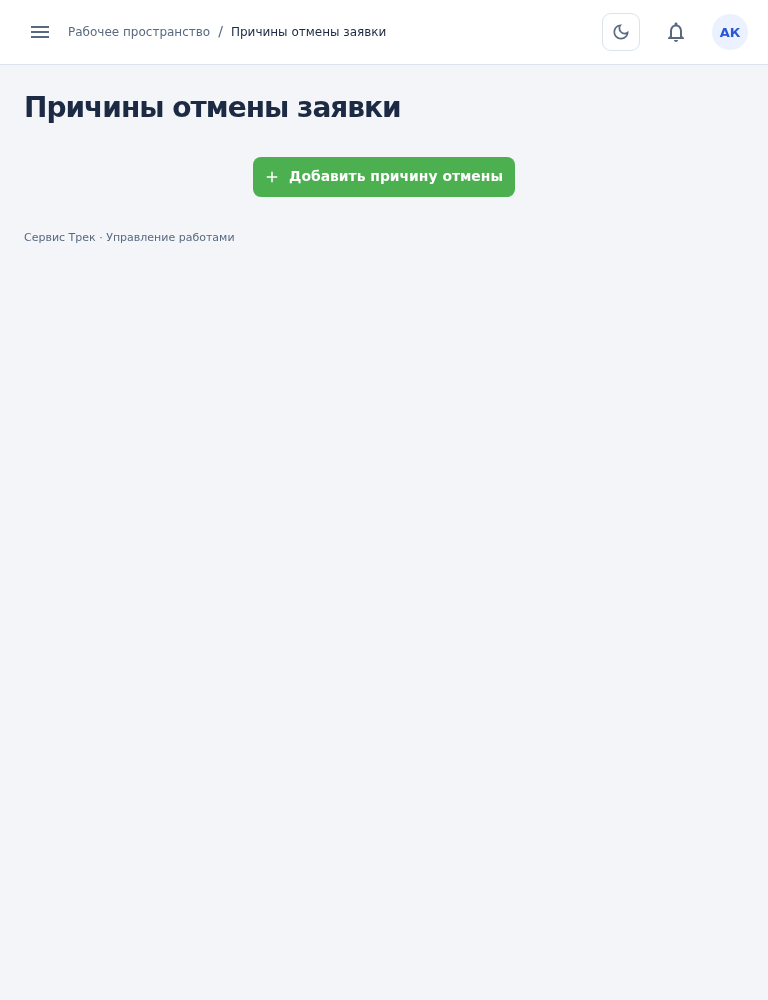 Рабочее пространство / Причины отмены заявки
АК
Причины отмены заявки
+ Добавить причину отмены
Сервис Трек · Управление работами